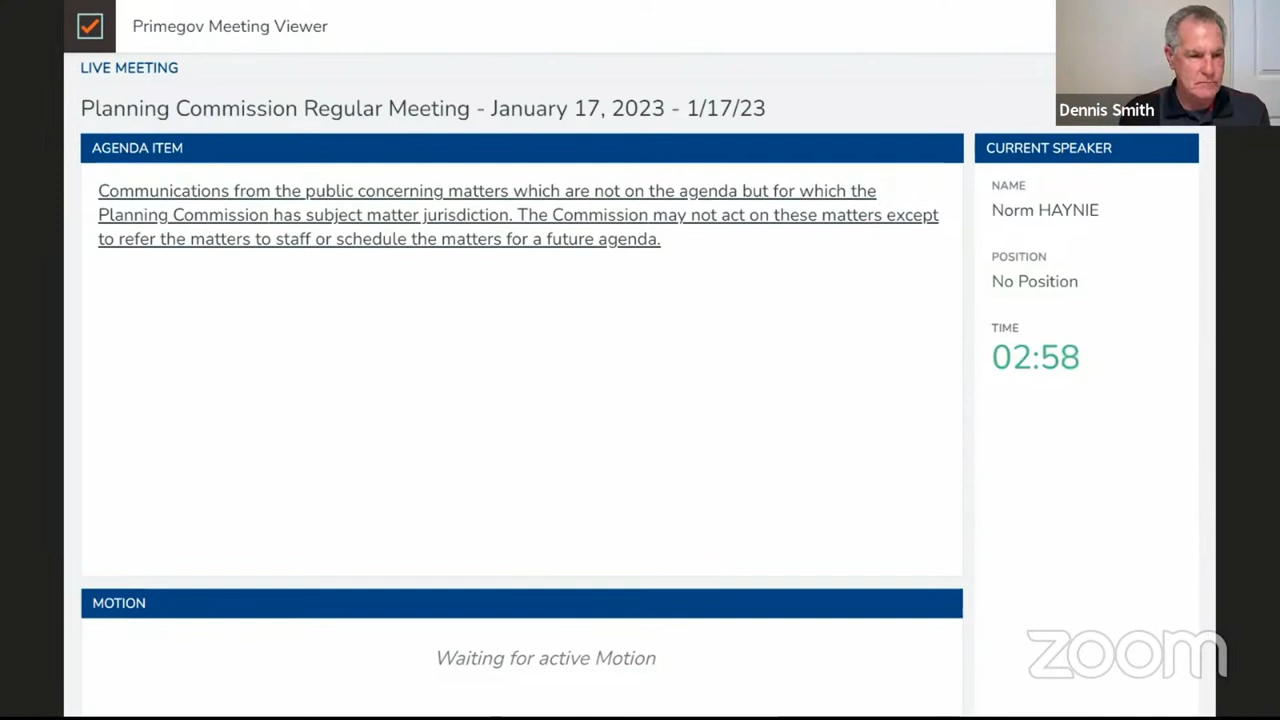 Primegov Meeting Viewer
LIVE MEETING
Planning Commission Regular Meeting - January 17, 2023 - 1/17/23
Dennis Smith
AGENDA ITEM
Communications from the public concerning matters which are not on the agenda but for which the
Planning Commission has subject matter jurisdiction. The Commission may not act on these matters except
to refer the matters to staff or schedule the matters for a future agenda.
CURRENT SPEAKER
NAME
Norm HAYNIE
POSITION
No Position
TIME
02:58
MOTION
Waiting for active Motion
zoom